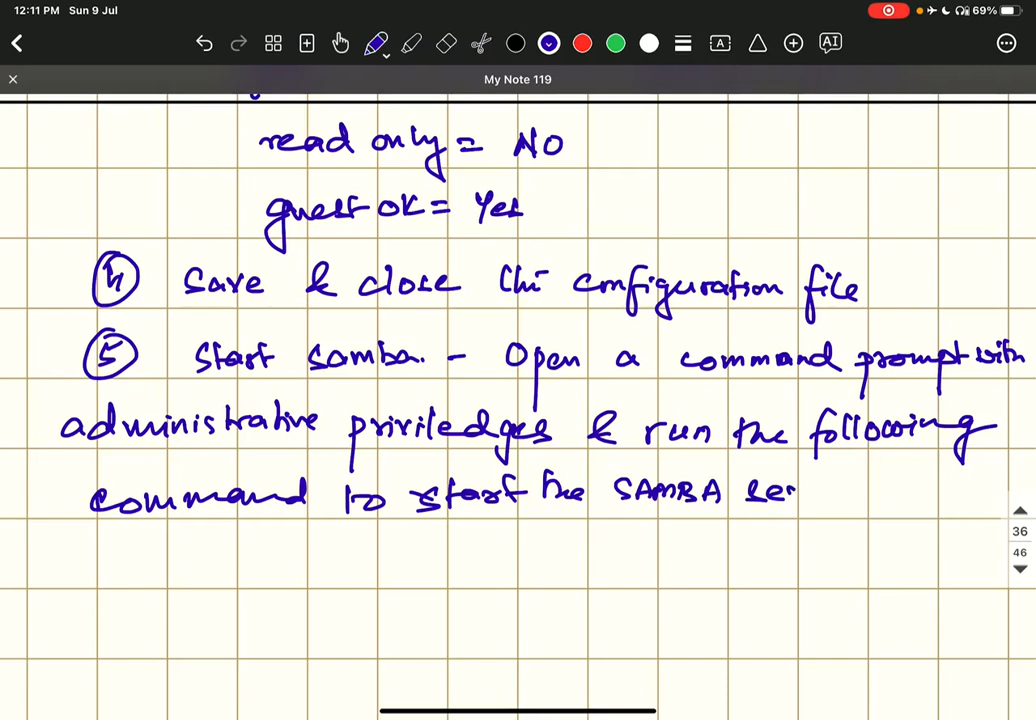 12:11 PM Sun 9 Jul
69%
A
AI
My Note 119
read only = No
guest ok = Yes
④ Save & close the configuration file
⑤ Start samba. - Open a command prompt with
administrative priviledges & run the following
command to start the SAMBA ser
36
46